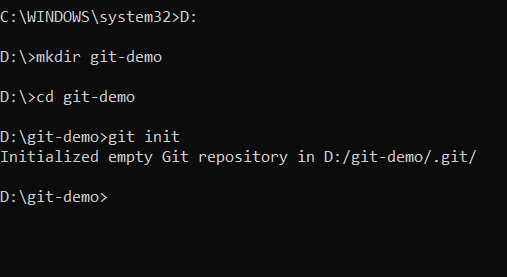 C:\WINDOWS\system32>D:
D:\>mkdir git-demo
D:\>cd git-demo
D:\git-demo>git init
Initialized empty Git repository in D:/git-demo/.git/
D:\git-demo>